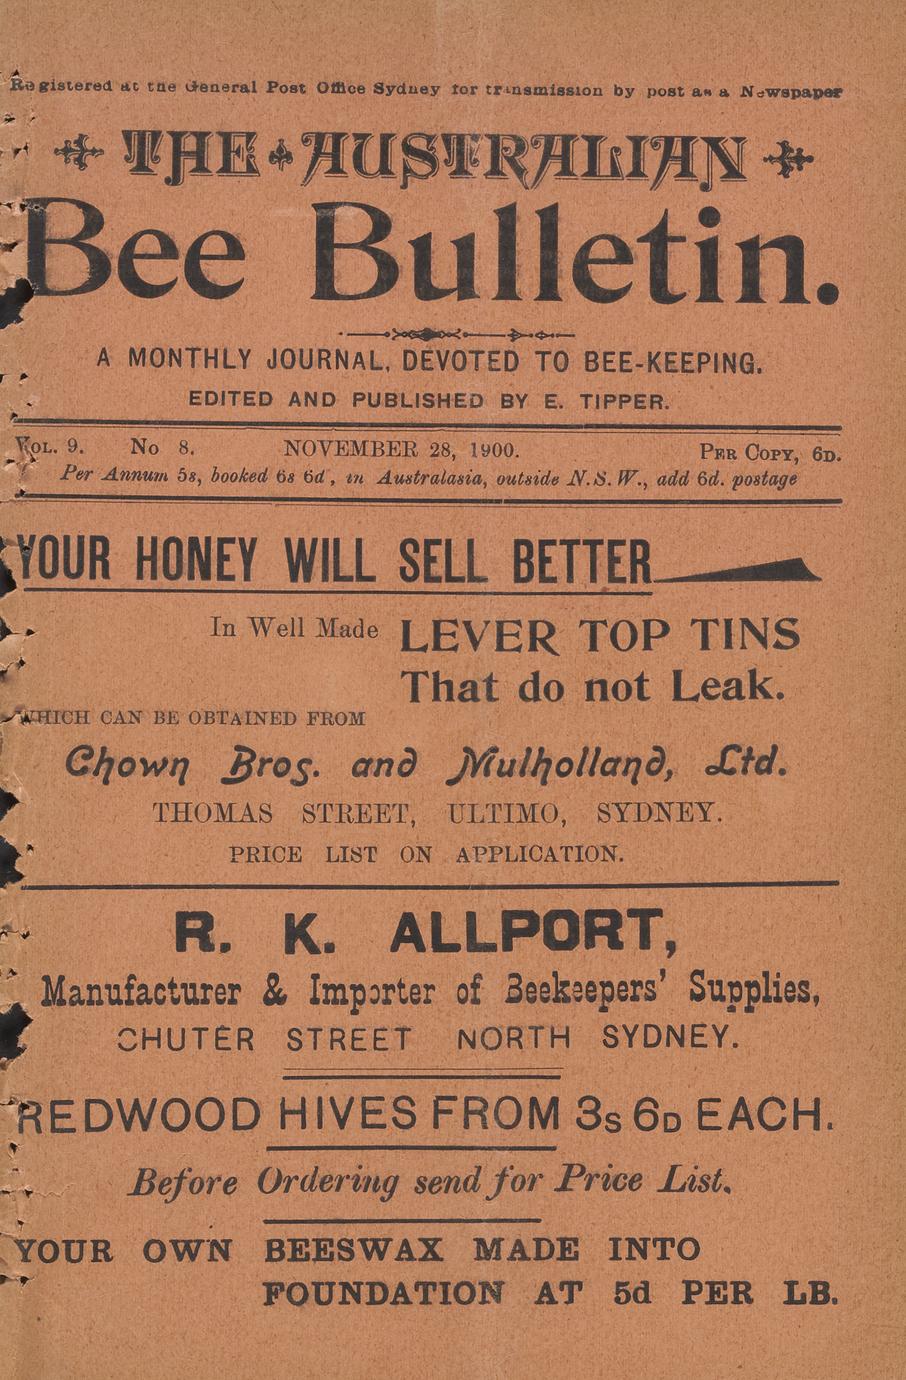 Registered at the General Post Office Sydney for transmission by post as a Newspaper
THE AUSTRALIAN
Bee Bulletin.
A MONTHLY JOURNAL, DEVOTED TO BEE-KEEPING.
EDITED AND PUBLISHED BY E. TIPPER.
VOL. 9. No 8. NOVEMBER 28, 1900. PER COPY, 6D.
Per Annum 5s, booked 6s 6d, in Australasia, outside N.S.W., add 6d. postage
YOUR HONEY WILL SELL BETTER
In Well Made LEVER TOP TINS
That do not Leak.
WHICH CAN BE OBTAINED FROM
Chown Bros. and Mulholland, Ltd.
THOMAS STREET, ULTIMO, SYDNEY.
PRICE LIST ON APPLICATION.
R. K. ALLPORT,
Manufacturer & Importer of Beekeepers' Supplies,
CHUTER STREET NORTH SYDNEY.
REDWOOD HIVES FROM 3s 6D EACH.
Before Ordering send for Price List.
YOUR OWN BEESWAX MADE INTO
FOUNDATION AT 5d PER LB.